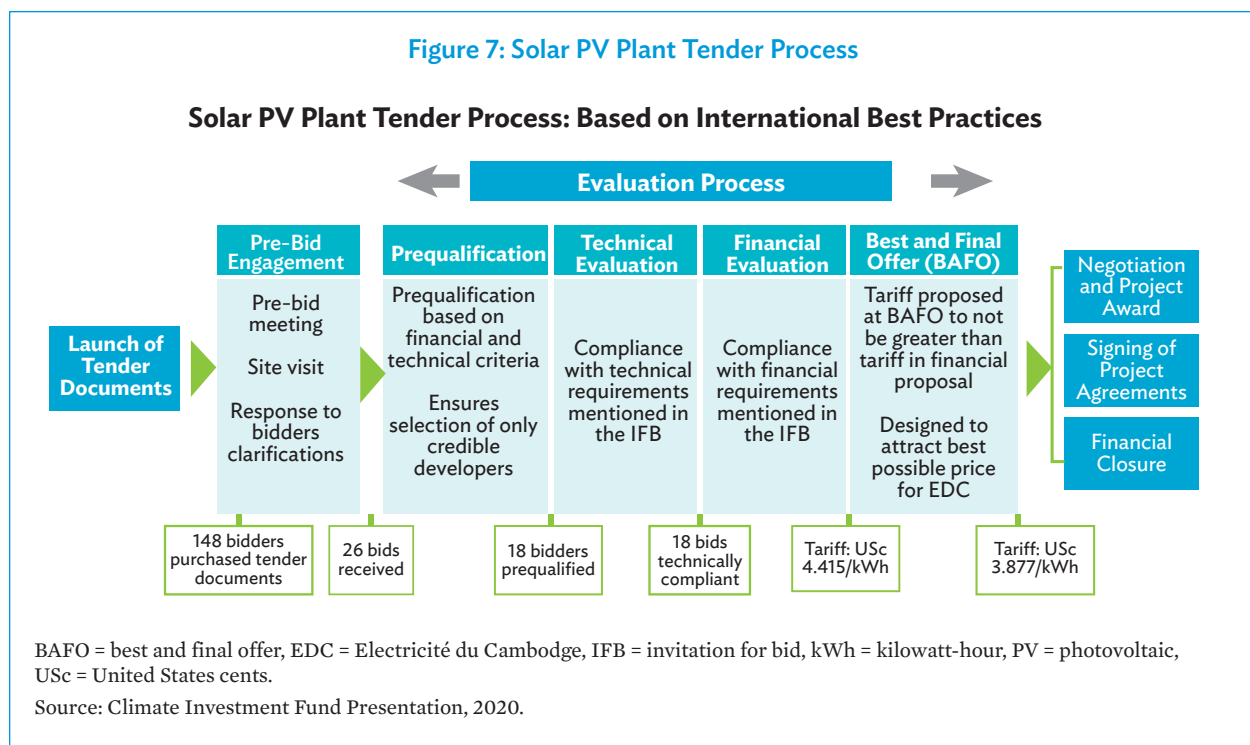 Figure 7: Solar PV Plant Tender Process
Solar PV Plant Tender Process: Based on International Best Practices
Evaluation Process
Launch of
Tender
Documents
Pre-Bid
Engagement
Pre-bid
meeting
Site visit
Response to
bidders
clarifications
Prequalification
Prequalification
based on
financial and
technical criteria
Ensures
selection of only
credible
developers
Technical
Evaluation
Compliance
with technical
requirements
mentioned in
the IFB
Financial
Evaluation
Compliance
with financial
requirements
mentioned in
the IFB
Best and Final
Offer (BAFO)
Tariff proposed
at BAFO to not
be greater than
tariff in financial
proposal
Designed to
attract best
possible price
for EDC
Negotiation
and Project
Award
Signing of
Project
Agreements
Financial
Closure
148 bidders
purchased tender
documents
26 bids
received
18 bidders
prequalified
18 bids
technically
compliant
Tariff: USc
4.415/kWh
Tariff: USc
3.877/kWh
BAFO = best and final offer, EDC = Electricité du Cambodge, IFB = invitation for bid, kWh = kilowatt-hour, PV = photovoltaic,
USc = United States cents.
Source: Climate Investment Fund Presentation, 2020.